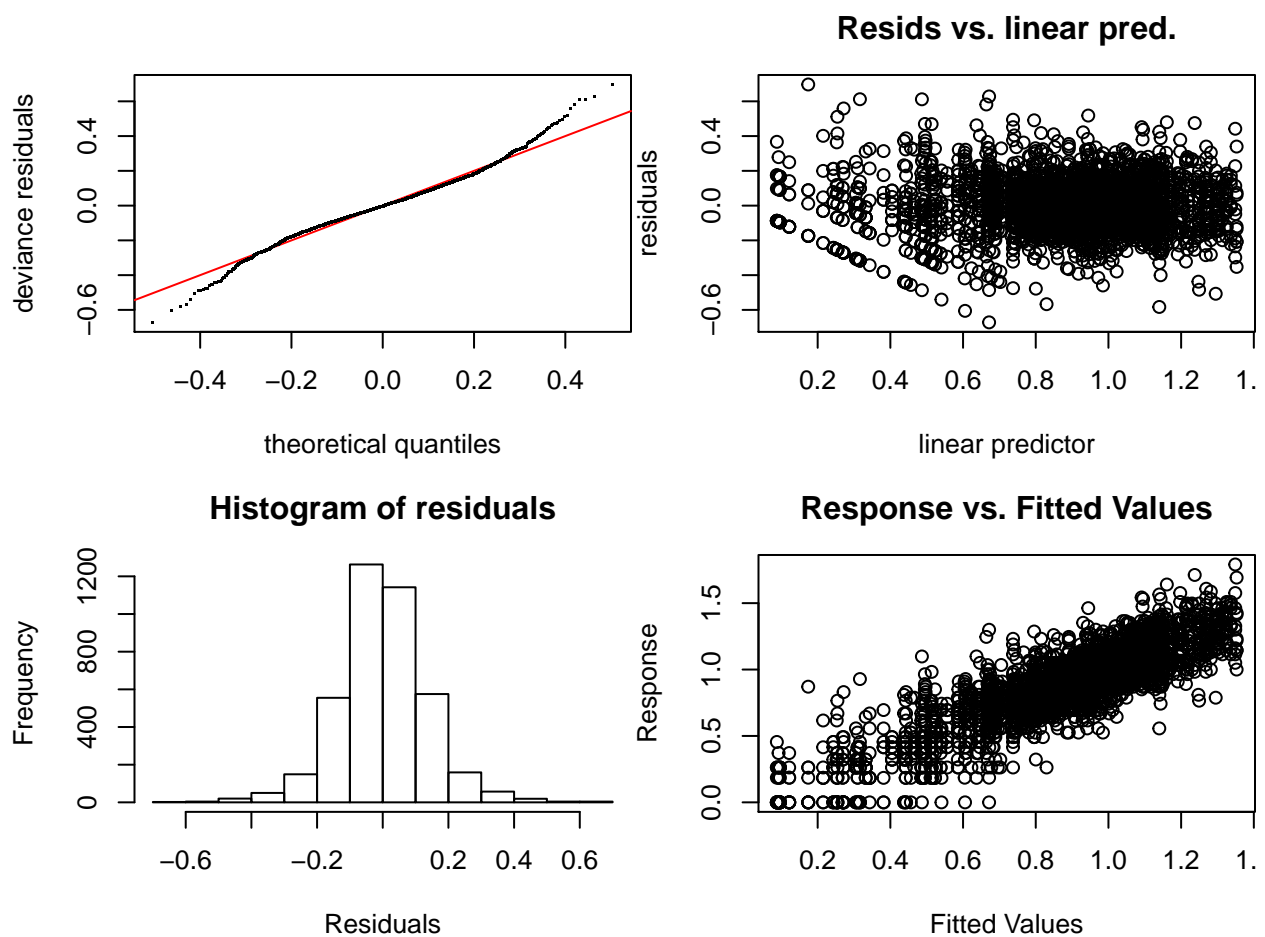 deviance residuals
0.4
0.0
−0.6
−0.4 −0.2 0.0 0.2 0.4
theoretical quantiles
Resids vs. linear pred.
residuals
0.4
0.0
−0.6
0.2 0.4 0.6 0.8 1.0 1.2 1.
linear predictor
Histogram of residuals
Frequency
1200
800
400
0
−0.6 −0.2 0.2 0.4 0.6
Residuals
Response vs. Fitted Values
Response
1.5
1.0
0.5
0.0
0.2 0.4 0.6 0.8 1.0 1.2 1.
Fitted Values